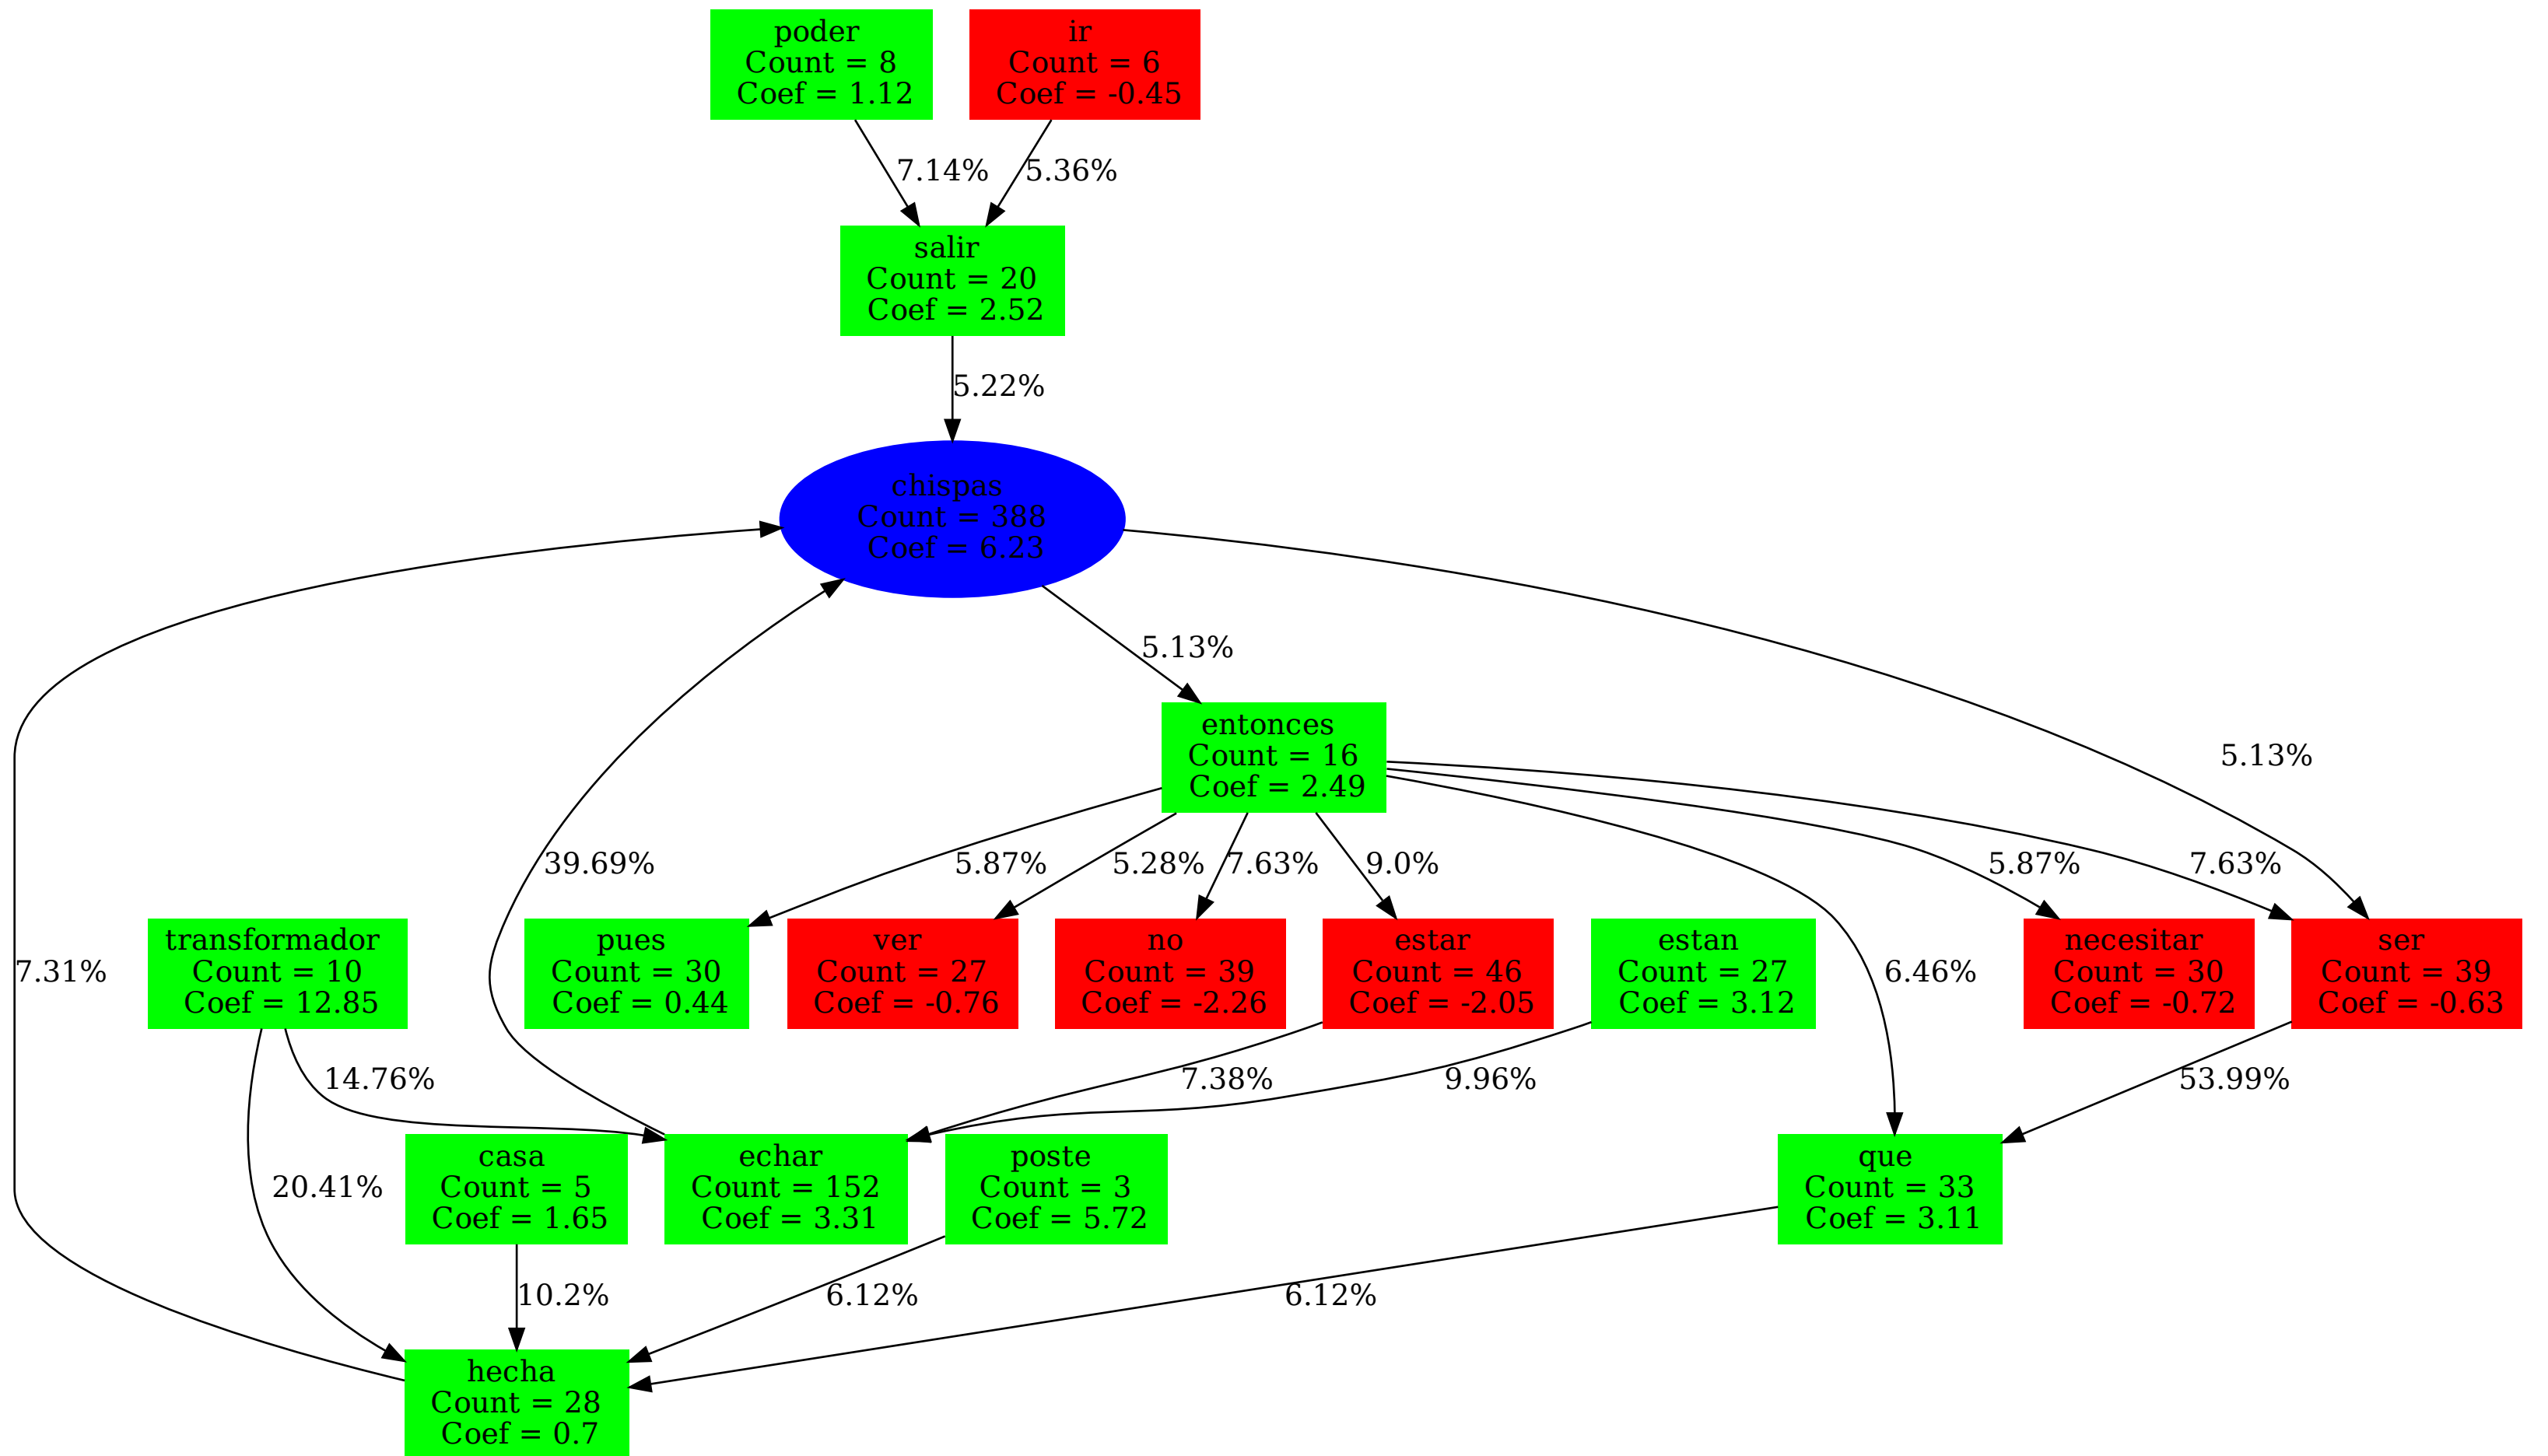 poder
Count = 8
Coef = 1.12
ir
Count = 6
Coef = -0.45
7.14%
5.36%
salir
Count = 20
Coef = 2.52
5.22%
chispas
Count = 388
Coef = 6.23
5.13%
entonces
Count = 16
Coef = 2.49
5.13%
39.69%
5.87%
5.28%
7.63%
9.0%
5.87%
7.63%
7.31%
transformador
Count = 10
Coef = 12.85
pues
Count = 30
Coef = 0.44
ver
Count = 27
Coef = -0.76
no
Count = 39
Coef = -2.26
estar
Count = 46
Coef = -2.05
estan
Count = 27
Coef = 3.12
6.46%
necesitar
Count = 30
Coef = -0.72
ser
Count = 39
Coef = -0.63
14.76%
7.38%
9.96%
53.99%
20.41%
casa
Count = 5
Coef = 1.65
echar
Count = 152
Coef = 3.31
poste
Count = 3
Coef = 5.72
que
Count = 33
Coef = 3.11
10.2%
6.12%
6.12%
hecha
Count = 28
Coef = 0.7